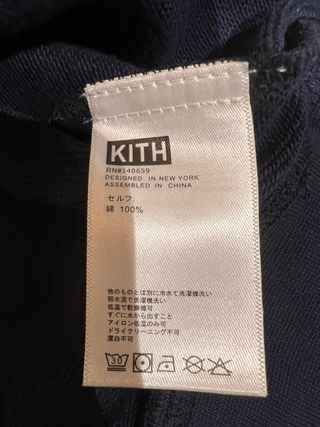 KITH
RN#140659
DESIGNED IN NEW YORK
ASSEMBLED IN CHINA
セルフ
綿 100%
他のものとは別に冷水て洗濯機洗い
弱水流で洗濯機洗い
低温で乾燥機可
すぐに水から出すこと
アイロン低温のみ可
ドライクリーニング不可
漂白不可
30